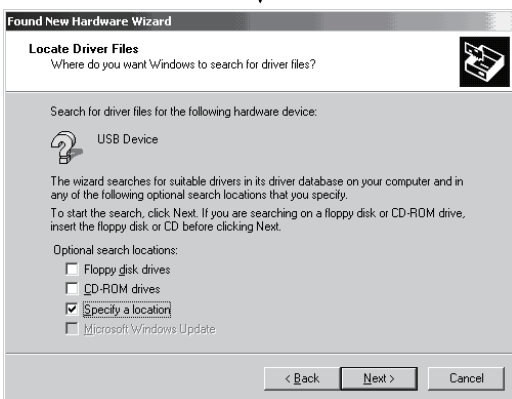 Found New Hardware Wizard
Locate Driver Files
Where do you want Windows to search for driver files?
Search for driver files for the following hardware device:
USB Device
The wizard searches for suitable drivers in its driver database on your computer and in
any of the following optional search locations that you specify.
To start the search, click Next. If you are searching on a floppy disk or CD-ROM drive,
insert the floppy disk or CD before clicking Next.
Optional search locations:
Floppy disk drives
CD-ROM drives
Specify a location
Microsoft Windows Update
< Back Next > Cancel